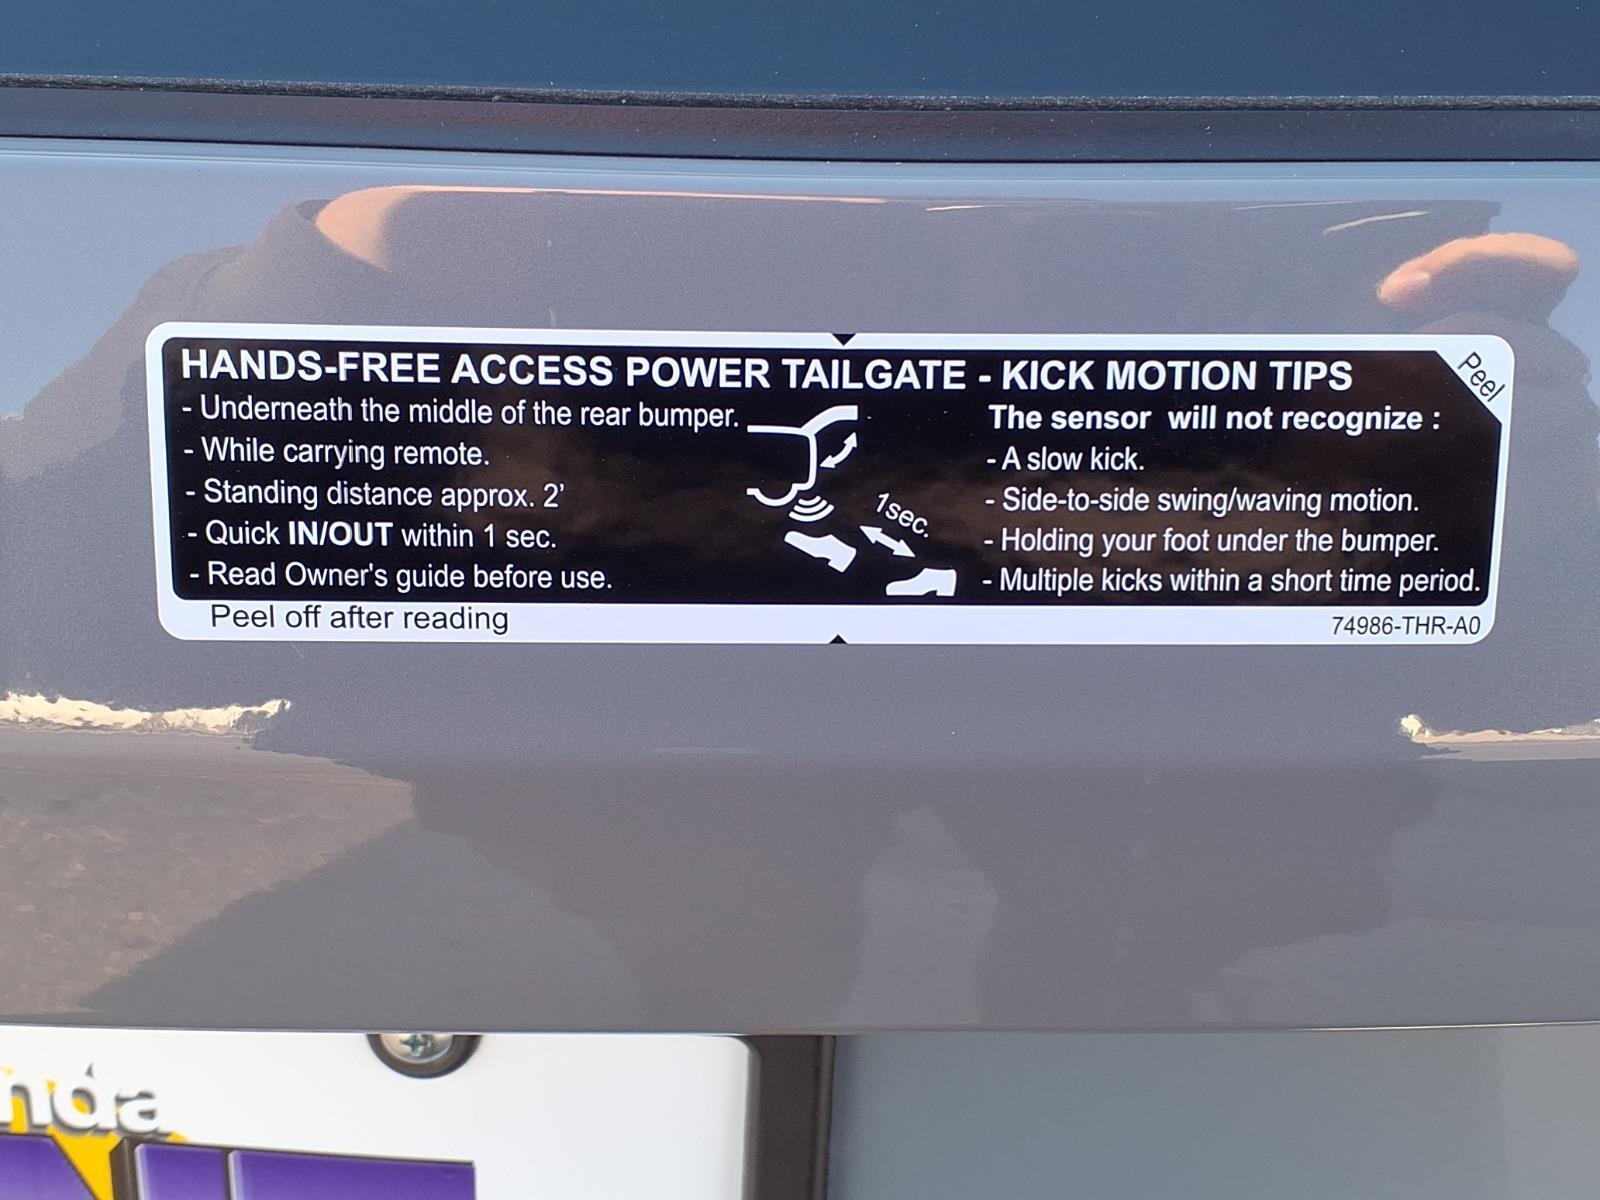 HANDS-FREE ACCESS POWER TAILGATE - KICK MOTION TIPS
Peel
- Underneath the middle of the rear bumper.
- While carrying remote.
- Standing distance approx. 2'
- Quick IN/OUT within 1 sec.
- Read Owner's guide before use.
1sec.
The sensor will not recognize :
- A slow kick.
- Side-to-side swing/waving motion.
- Holding your foot under the bumper.
- Multiple kicks within a short time period.
Peel off after reading
74986-THR-A0
nda